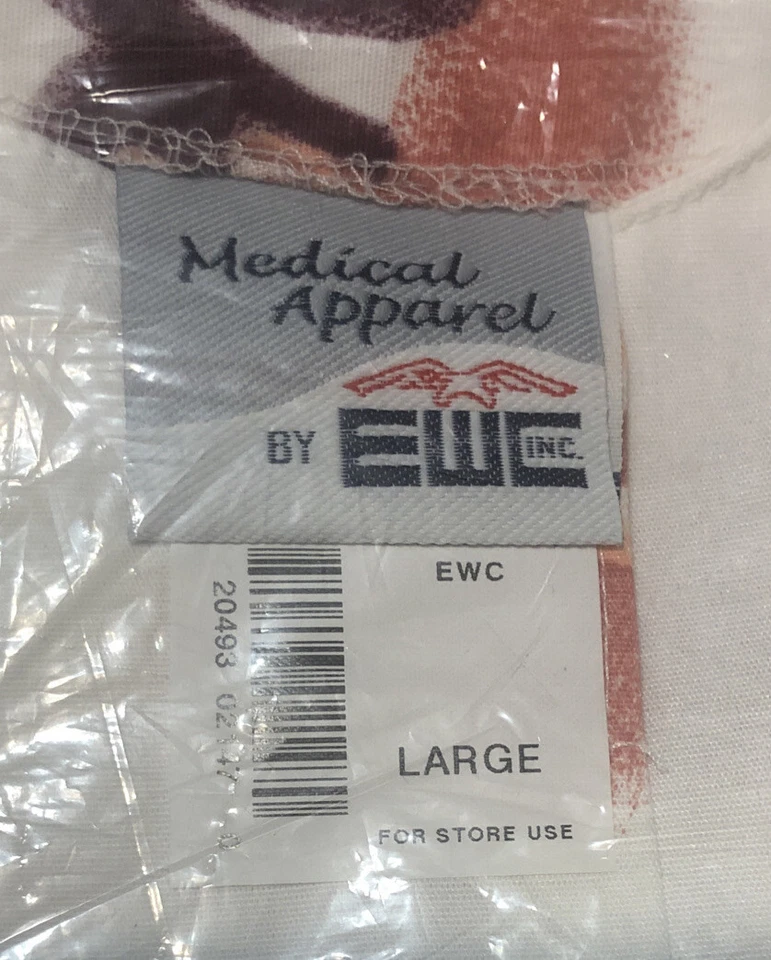 Medical
Apparel
BY EWC INC.
EWC
20493
LARGE
FOR STORE USE